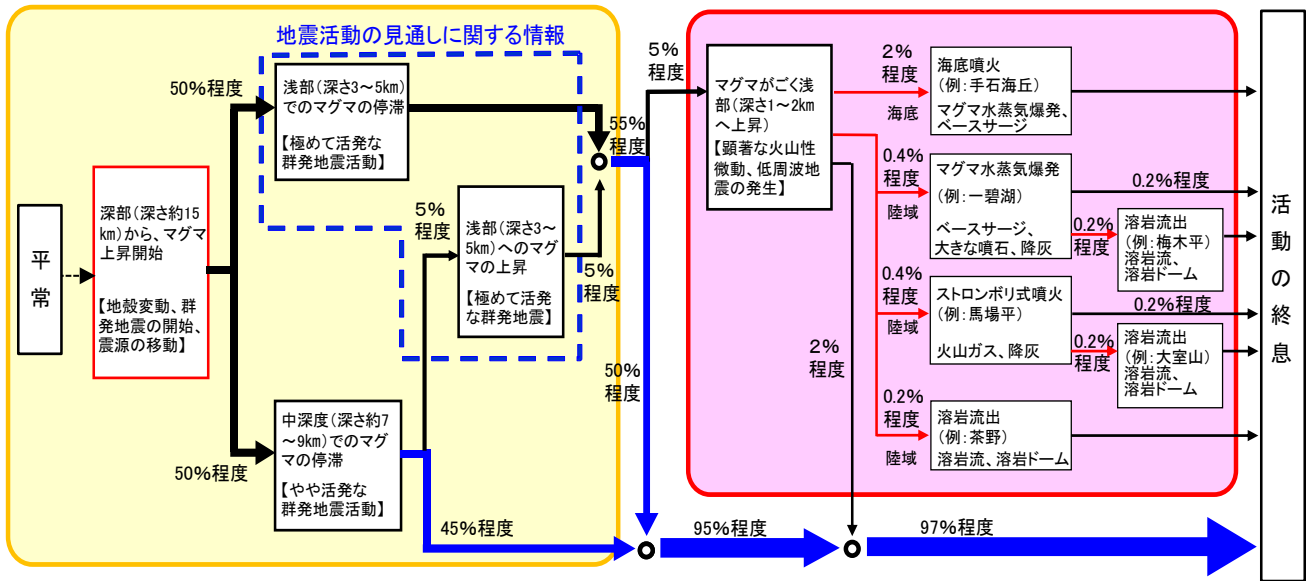 地震活動の見通しに関する情報
平
常
深部(深さ約15
km)から、マグマ
上昇開始
【地殻変動、群
発地震の開始、
震源の移動】
50%程度
浅部(深さ3~5km)
でのマグマの停滞
【極めて活発な
群発地震活動】
50%程度
中深度(深さ約7
~9km)でのマグ
マの停滞
【やや活発な
群発地震活動】
5%
程度
浅部(深さ3~
5km)へのマグ
マの上昇
【極めて活発
な群発地震】
5%
程度
55%
程度
45%程度
50%
程度
5%
程度
マグマがごく浅
部(深さ1~2km
へ上昇)
【顕著な火山性
微動、低周波地
震の発生】
2%
程度
海底
海底噴火
(例:手石海丘)
マグマ水蒸気爆発、
ベースサージ
0.4%
程度
陸域
マグマ水蒸気爆発
(例:一碧湖)
ベースサージ、
大きな噴石、降灰
0.2%程度
0.2%
程度
溶岩流出
(例:梅木平)
溶岩流、
溶岩ドーム
0.4%
程度
陸域
ストロンボリ式噴火
(例:馬場平)
火山ガス、降灰
0.2%程度
0.2%
程度
溶岩流出
(例:大室山)
溶岩流、
溶岩ドーム
0.2%
程度
陸域
溶岩流出
(例:茶野)
溶岩流、溶岩ドーム
2%
程度
95%程度
97%程度
活
動
の
終
息